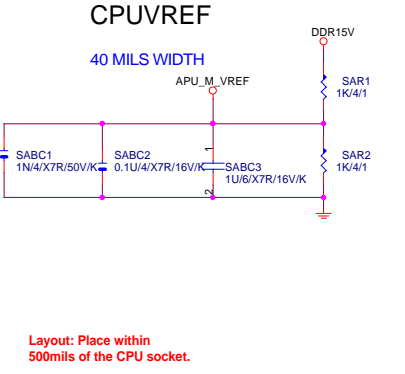 CPUVREF
DDR15V
40 MILS WIDTH
APU_M_VREF
SAR1
1K/4/1
1
SABC1
1N/4/X7R/50V/K
SABC2
0.1U/4/X7R/16V/K
SABC3
1U/6/X7R/16V/K
SAR2
1K/4/1
2
Layout: Place within
500mils of the CPU socket.